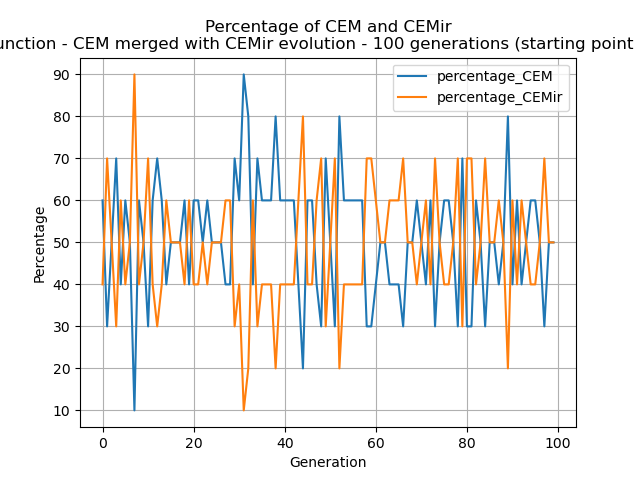 Percentage of CEM and CEMir
unction - CEM merged with CEMir evolution - 100 generations (starting point
percentage_CEM
percentage_CEMir
90
80
70
60
50
40
30
20
10
Percentage
0 20 40 60 80 100
Generation